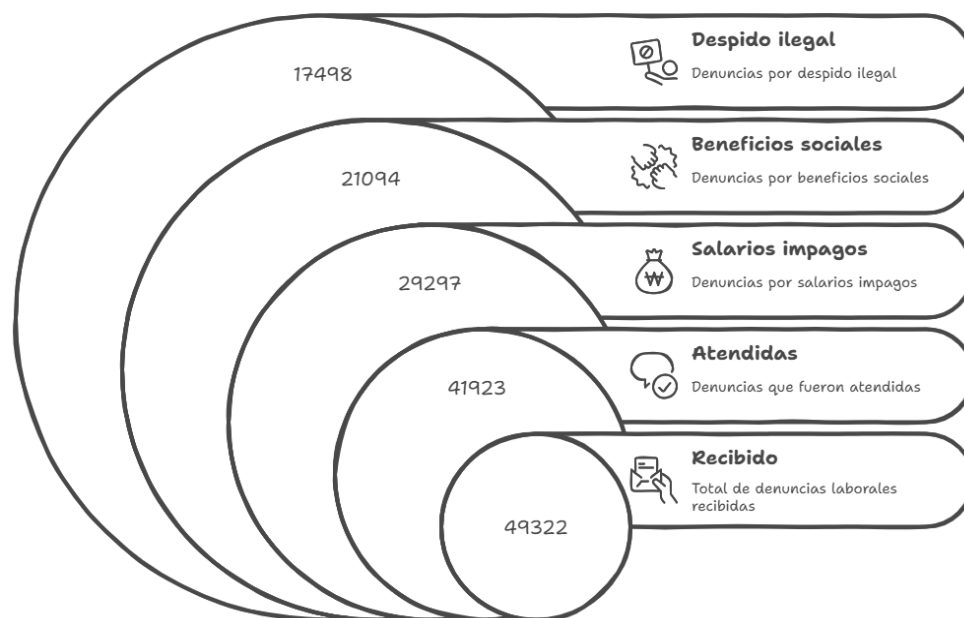 17498
Despido ilegal
Denuncias por despido ilegal
21094
Beneficios sociales
Denuncias por beneficios sociales
29297
Salarios impagos
Denuncias por salarios impagos
41923
Atendidas
Denuncias que fueron atendidas
49322
Recibido
Total de denuncias laborales
recibidas